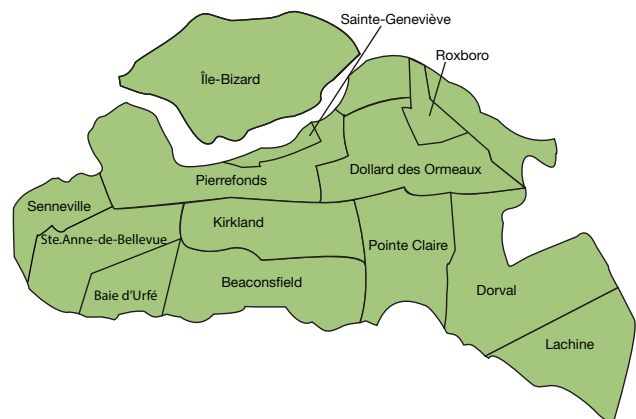 Sainte-Geneviève
Roxboro
Île-Bizard
Dollard des Ormeaux
Pierrefonds
Senneville
Kirkland
Ste.Anne-de-Bellevue
Pointe Claire
Beaconsfield
Baie d'Urfé
Dorval
Lachine